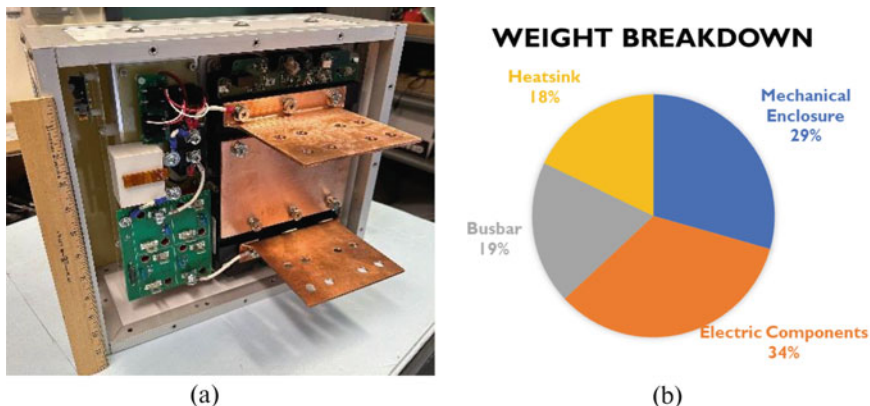 WEIGHT BREAKDOWN
Heatsink
18%
Mechanical
Enclosure
29%
Busbar
19%
Electric Components
34%
(a)
(b)